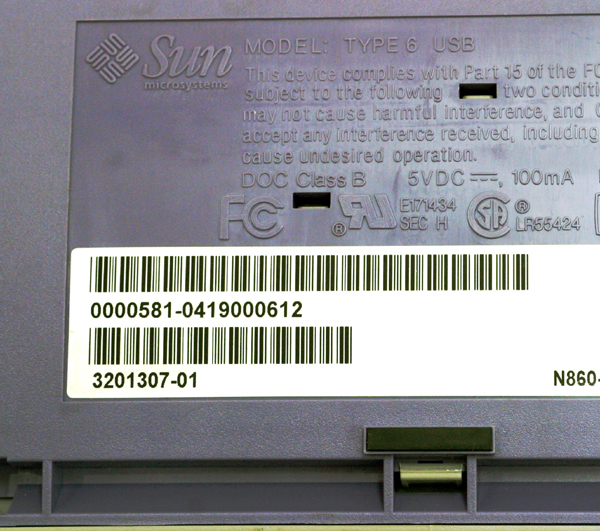 Sun
microsystems
MODEL: TYPE 6 USB
This device complies with Part 15 of the FC
subject to the following two conditi
may not cause harmful interference, and
accept any interference received, including
cause undesired operation.
DOC Class B 5VDC ⎓, 100mA
FC
E171434
SEC H
LR55424
0000581-0419000612
3201307-01
N860-